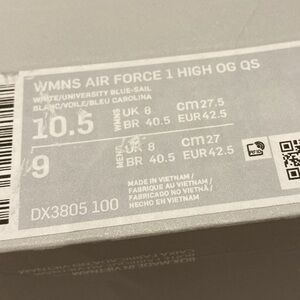 WMNS AIR FORCE 1 HIGH OG QS
WHITE/UNIVERSITY BLUE-SAIL
BLANC/VOILE/BLEU CAROLINA
10.5 WMNS UK 8 cm 27.5
BR 40.5 EUR 42.5
9 MENS UK 8 cm 27
BR 40.5 EUR 42.5
MADE IN VIETNAM /
FABRIQUE AU VIETNAM /
FABRICADO NO VIETNÃ /
HECHO EN VIETNAM
DX3805 100